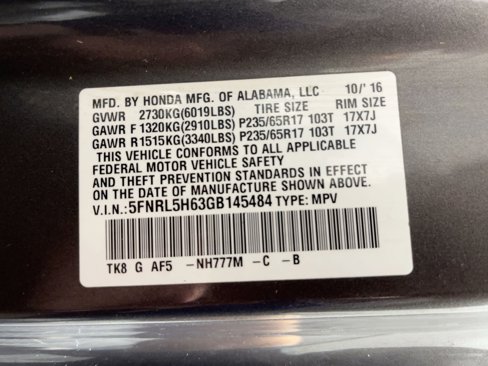 MFD. BY HONDA MFG. OF ALABAMA, LLC 10/'16
GVWR 2730KG(6019LBS) TIRE SIZE RIM SIZE
GAWR F 1320KG(2910LBS) P235/65R17 103T 17X7J
GAWR R1515KG(3340LBS) P235/65R17 103T 17X7J
THIS VEHICLE CONFORMS TO ALL APPLICABLE
FEDERAL MOTOR VEHICLE SAFETY
AND THEFT PREVENTION STANDARDS IN EFFECT
ON THE DATE OF MANUFACTURE SHOWN ABOVE.
V.I.N.: 5FNRL5H63GB145484 TYPE: MPV
TK8 G AF5 -NH777M -C -B